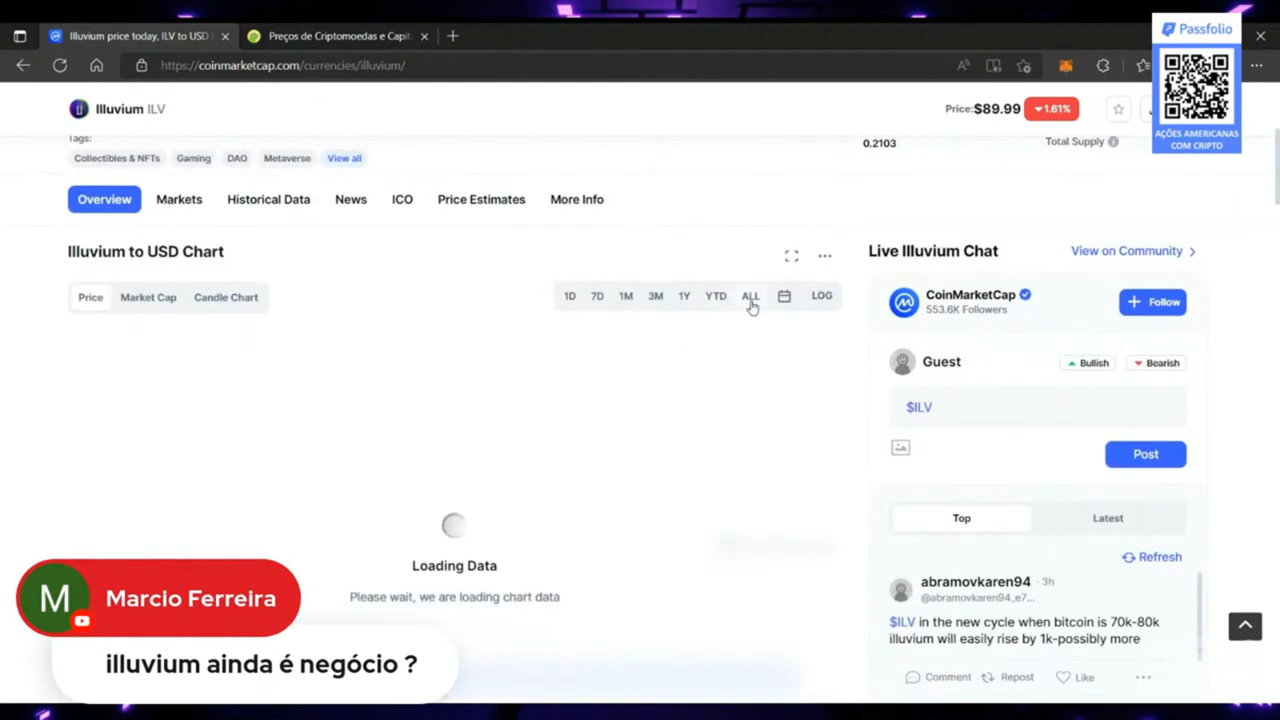 Illuvium price today, ILV to USD
Preços de Criptomoedas e Capit
Passfolio
https://coinmarketcap.com/currencies/illuvium/
AÇÕES AMERICANAS
COM CRIPTO
Illuvium ILV
Price: $89.99 1.61%
Tags:
Collectibles & NFTs Gaming DAO Metaverse View all
0.2103
Total Supply
Overview Markets Historical Data News ICO Price Estimates More Info
Illuvium to USD Chart
Live Illuvium Chat View on Community
Price Market Cap Candle Chart
1D 7D 1M 3M 1Y YTD ALL LOG
CoinMarketCap
553.6K Followers
+ Follow
Guest
Bullish Bearish
$ILV
Post
Top Latest
Refresh
Loading Data
Please wait, we are loading chart data
abramovkaren94 · 3h
@abramovkaren94_e7...
$ILV in the new cycle when bitcoin is 70k-80k
illuvium will easily rise by 1k-possibly more
Comment Repost Like
M
Marcio Ferreira
illuvium ainda é negócio ?